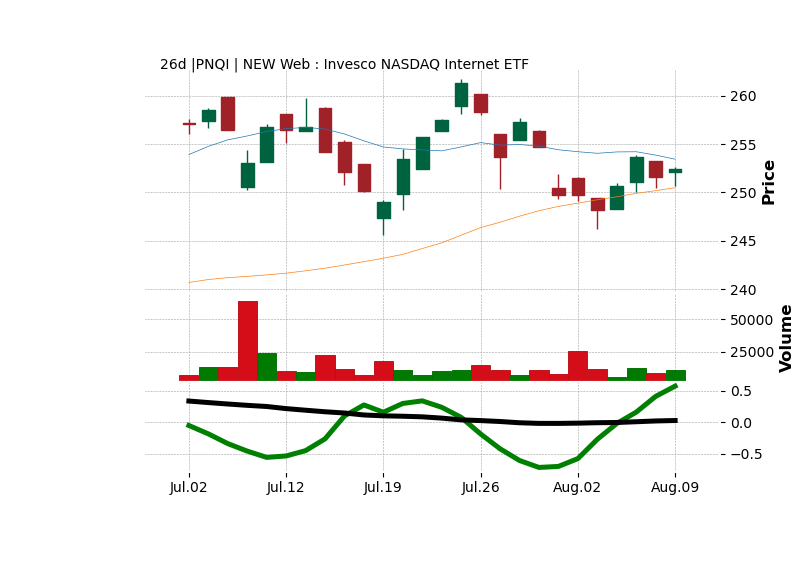 26d |PNQI | NEW Web : Invesco NASDAQ Internet ETF
260
255
250
245
240
Price
50000
25000
Volume
0.5
0.0
−0.5
Jul.02 Jul.12 Jul.19 Jul.26 Aug.02 Aug.09